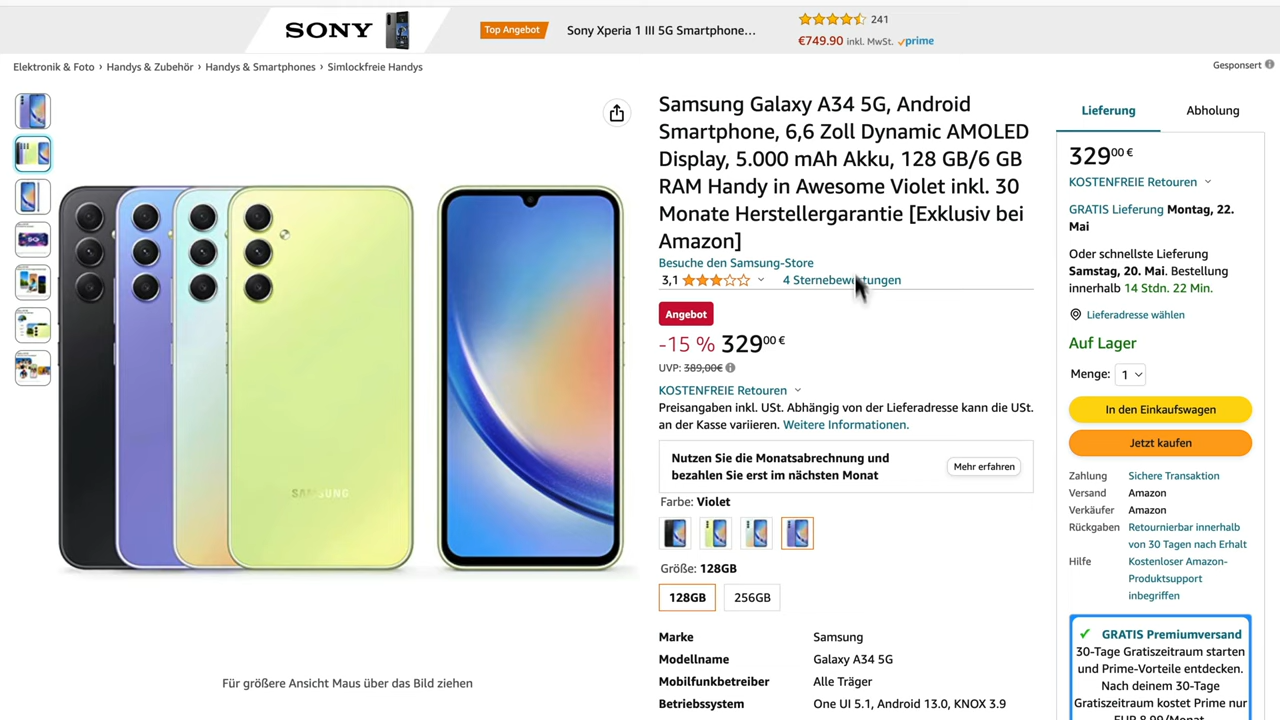 SONY
Top Angebot
Sony Xperia 1 III 5G Smartphone...
241
€749.90 inkl. MwSt. prime
Elektronik & Foto › Handys & Zubehör › Handys & Smartphones › Simlockfreie Handys
Gesponsert
Samsung Galaxy A34 5G, Android
Smartphone, 6,6 Zoll Dynamic AMOLED
Display, 5.000 mAh Akku, 128 GB/6 GB
RAM Handy in Awesome Violet inkl. 30
Monate Herstellergarantie [Exklusiv bei
Amazon]
Besuche den Samsung-Store
3,1
4 Sternebewertungen
Angebot
-15 % 329⁰⁰ €
UVP: 389,00€
KOSTENFREIE Retouren
Preisangaben inkl. USt. Abhängig von der Lieferadresse kann die USt.
an der Kasse variieren. Weitere Informationen.
Nutzen Sie die Monatsabrechnung und
bezahlen Sie erst im nächsten Monat
Mehr erfahren
Farbe: Violet
Größe: 128GB
128GB
256GB
Marke Samsung
Modellname Galaxy A34 5G
Mobilfunkbetreiber Alle Träger
Betriebssystem One UI 5.1, Android 13.0, KNOX 3.9
SAMSUNG
Für größere Ansicht Maus über das Bild ziehen
Lieferung
Abholung
329⁰⁰ €
KOSTENFREIE Retouren
GRATIS Lieferung Montag, 22.
Mai
Oder schnellste Lieferung
Samstag, 20. Mai. Bestellung
innerhalb 14 Stdn. 22 Min.
Lieferadresse wählen
Auf Lager
Menge: 1
In den Einkaufswagen
Jetzt kaufen
Zahlung Sichere Transaktion
Versand Amazon
Verkäufer Amazon
Rückgaben Retournierbar innerhalb
von 30 Tagen nach Erhalt
Hilfe Kostenloser Amazon-
Produktsupport
inbegriffen
GRATIS Premiumversand
30-Tage Gratiszeitraum starten
und Prime-Vorteile entdecken.
Nach deinem 30-Tage
Gratiszeitraum kostet Prime nur
EUR 8,99/Monat